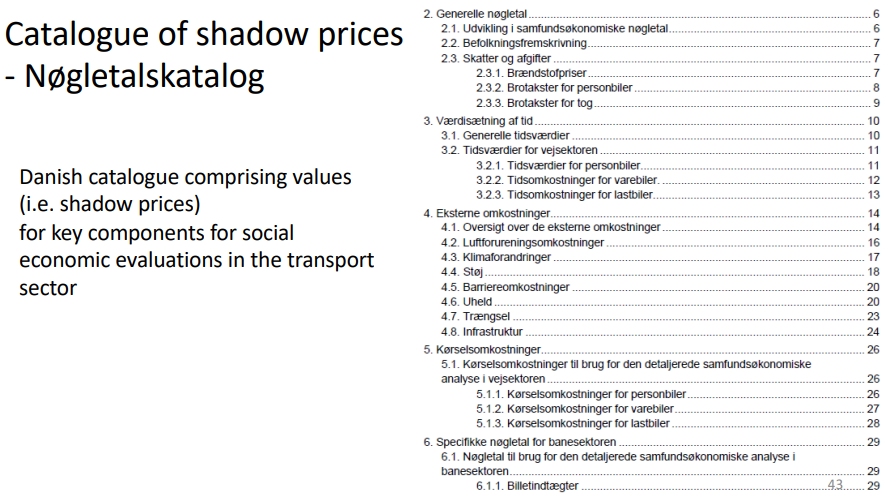 Catalogue of shadow prices
- Nøgletalskatalog
Danish catalogue comprising values
(i.e. shadow prices)
for key components for social
economic evaluations in the transport
sector
2. Generelle nøgletal 6
2.1. Udvikling i samfundsøkonomiske nøgletal 6
2.2. Befolkningsfremskrivning 7
2.3. Skatter og afgifter 7
2.3.1. Brændstofpriser 7
2.3.2. Brotakster for personbiler 8
2.3.3. Brotakster for tog 9
3. Værdisætning af tid 10
3.1. Generelle tidsværdier 10
3.2. Tidsværdier for vejsektoren 11
3.2.1. Tidsværdier for personbiler 11
3.2.2. Tidsomkostninger for varebiler. 12
3.2.3. Tidsomkostninger for lastbiler 13
4. Eksterne omkostninger 14
4.1. Oversigt over de eksterne omkostninger 14
4.2. Luftforureningsomkostninger 16
4.3. Klimaforandringer 17
4.4. Støj 18
4.5. Barriereomkostninger 20
4.6. Uheld 20
4.7. Trængsel 23
4.8. Infrastruktur 24
5. Kørselsomkostninger 26
5.1. Kørselsomkostninger til brug for den detaljerede samfundsøkonomiske
analyse i vejsektoren 26
5.1.1. Kørselsomkostninger for personbiler 26
5.1.2. Kørselsomkostninger for varebiler 27
5.1.3. Kørselsomkostninger for lastbiler 28
6. Specifikke nøgletal for banesektoren 29
6.1. Nøgletal til brug for den detaljerede samfundsøkonomiske analyse i
banesektoren 29
6.1.1. Billetindtægter 29
43